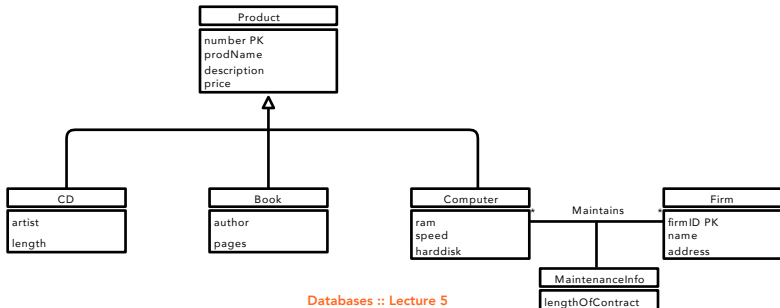 Product
number PK
prodName
description
price
CD
artist
length
Book
author
pages
Computer
ram
speed
harddisk
* Maintains *
Firm
firmID PK
name
address
MaintenanceInfo
lengthOfContract
Databases :: Lecture 5